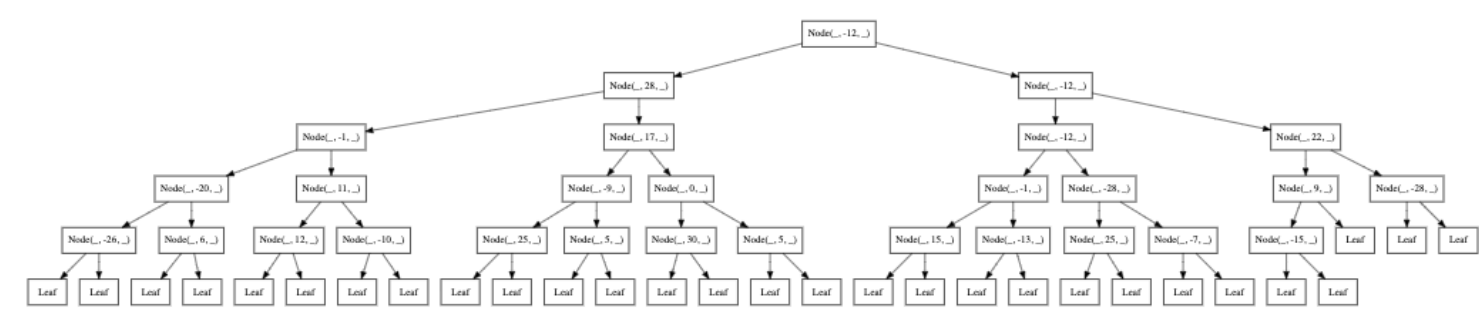 Node(_, -12, _)
Node(_, 28, _) Node(_, -12, _)
Node(_, -1, _) Node(_, 17, _) Node(_, -12, _) Node(_, 22, _)
Node(_, -20, _) Node(_, 11, _) Node(_, -9, _) Node(_, 0, _) Node(_, -1, _) Node(_, -28, _) Node(_, 9, _) Node(_, -28, _)
Node(_, -26, _) Node(_, 6, _) Node(_, 12, _) Node(_, -10, _) Node(_, 25, _) Node(_, 5, _) Node(_, 30, _) Node(_, 5, _) Node(_, 15, _) Node(_, -13, _) Node(_, 25, _) Node(_, -7, _) Node(_, -15, _) Leaf Leaf Leaf
Leaf Leaf Leaf Leaf Leaf Leaf Leaf Leaf Leaf Leaf Leaf Leaf Leaf Leaf Leaf Leaf Leaf Leaf Leaf Leaf Leaf Leaf Leaf Leaf Leaf Leaf